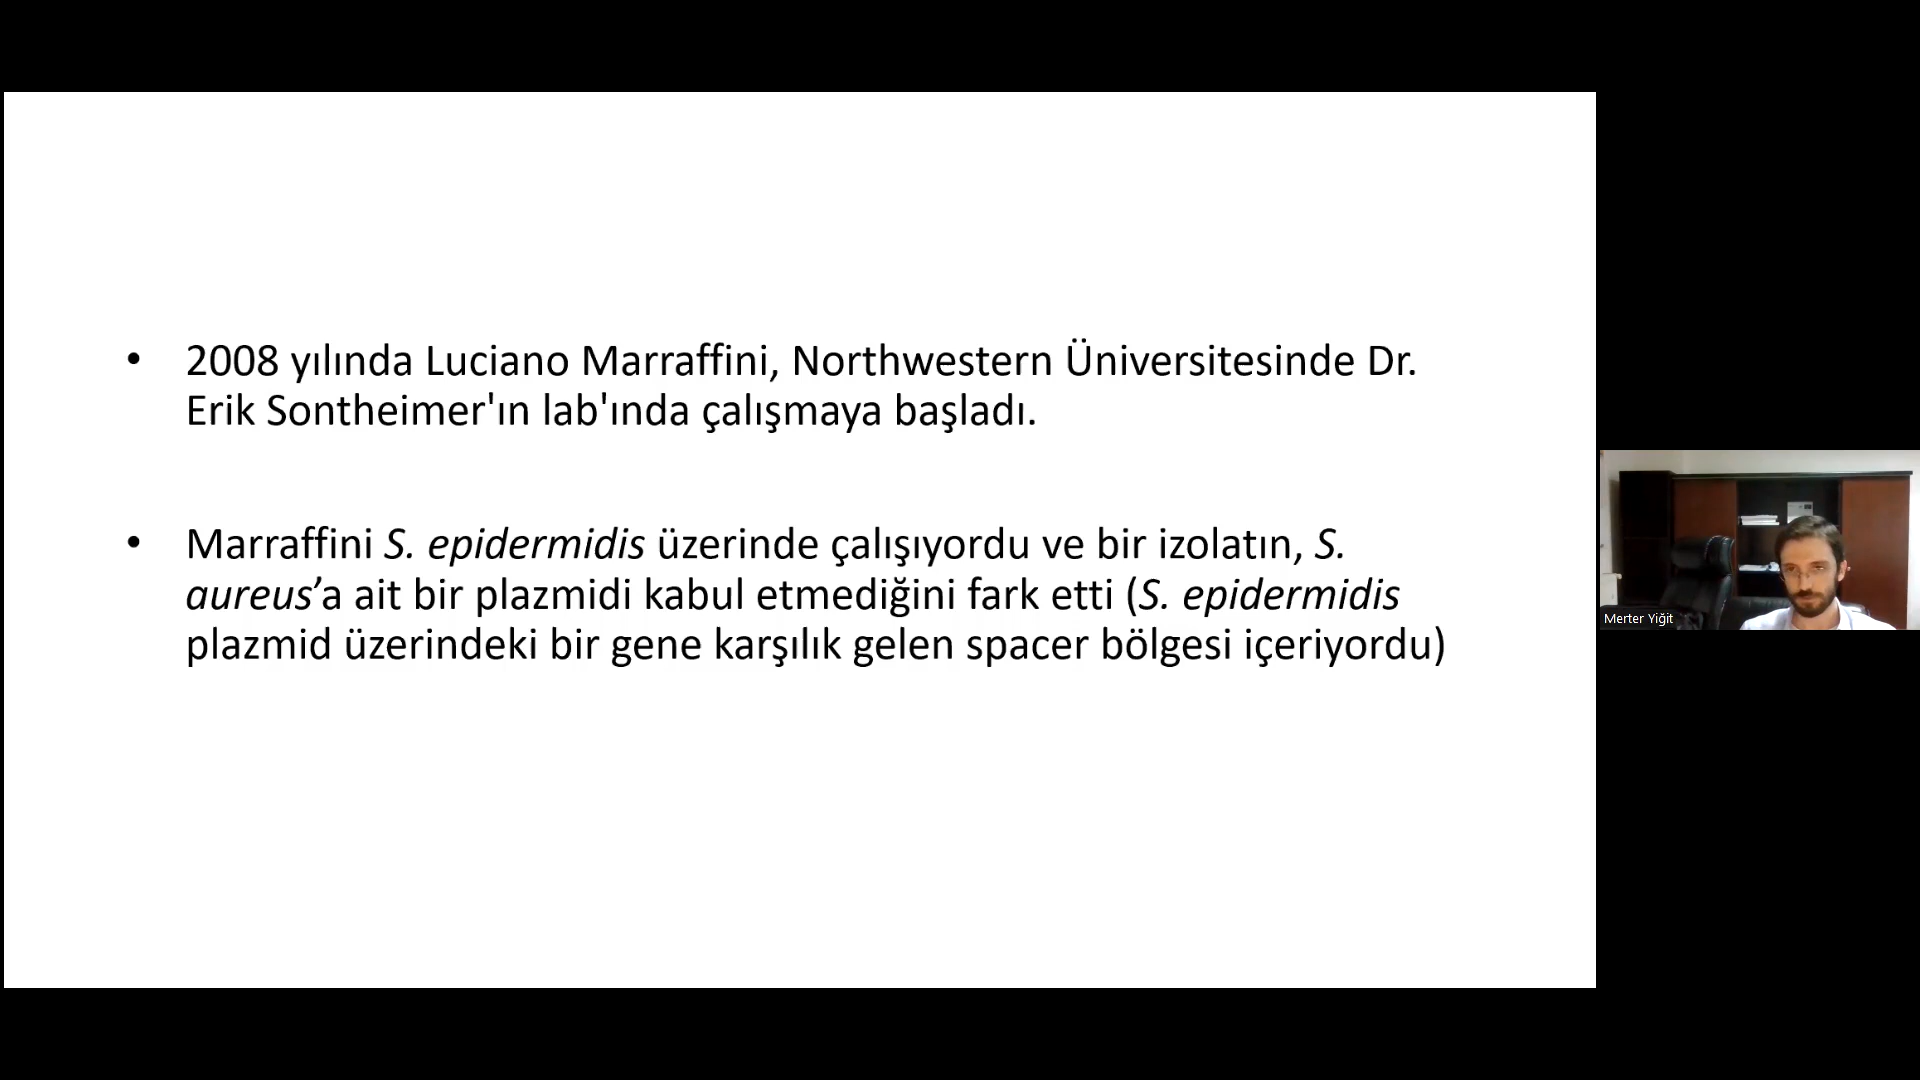 • 2008 yılında Luciano Marraffini, Northwestern Üniversitesinde Dr.
Erik Sontheimer'ın lab'ında çalışmaya başladı.
• Marraffini S. epidermidis üzerinde çalışıyordu ve bir izolatın, S.
aureus’a ait bir plazmidi kabul etmediğini fark etti (S. epidermidis
plazmid üzerindeki bir gene karşılık gelen spacer bölgesi içeriyordu)
Merter Yiğit